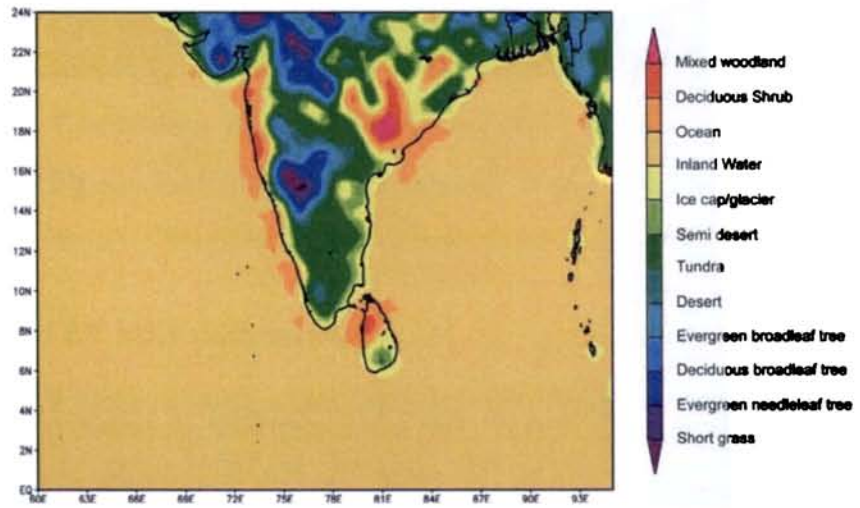 24N
22N
20N
18N
16N
14N
12N
10N
8N
6N
4N
2N
EQ
60E 63E 66E 69E 72E 75E 78E 81E 84E 87E 90E 93E
Mixed woodland
Deciduous Shrub
Ocean
Inland Water
Ice cap/glacier
Semi desert
Tundra
Desert
Evergreen broadleaf tree
Deciduous broadleaf tree
Evergreen needleleaf tree
Short grass